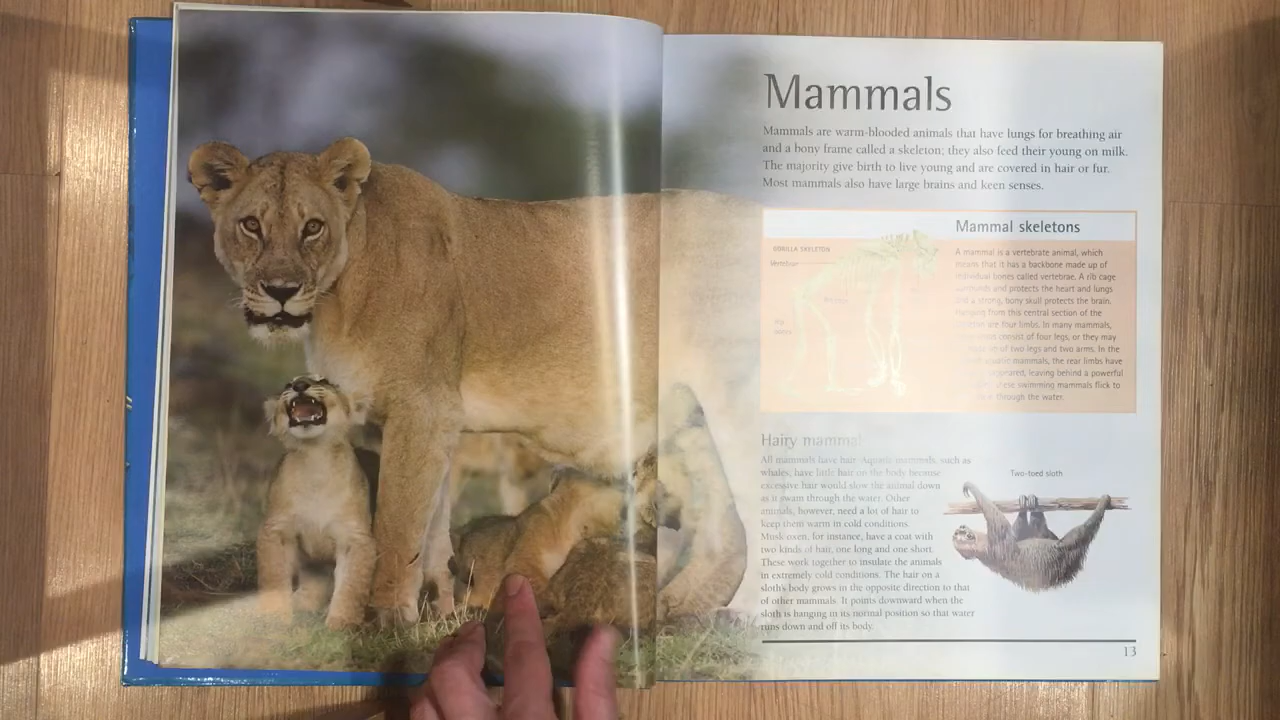 Mammals
Mammals are warm-blooded animals that have lungs for breathing air
and a bony frame called a skeleton; they also feed their young on milk.
The majority give birth to live young and are covered in hair or fur.
Most mammals also have large brains and keen senses.
Mammal skeletons
GORILLA SKELETON
Vertebrae
Rib cage
A mammal is a vertebrate animal, which
means that it has a backbone made up of
individual bones called vertebrae. A rib cage
surrounds and protects the heart and lungs
and a strong, bony skull protects the brain.
Hanging from this central section of the
are four limbs. In many mammals,
consist of four legs, or they may
of two legs and two arms. In the
mammals, the rear limbs have
leaving behind a powerful
these swimming mammals flick to
through the water.
Hairy mammal
All mammals have hair. Aquatic mammals, such as
whales, have little hair on the body because
excessive hair would slow the animal down
as it swam through the water. Other
animals, however, need a lot of hair to
keep them warm in cold conditions.
Musk oxen, for instance, have a coat with
two kinds of hair, one long and one short.
These work together to insulate the animals
in extremely cold conditions. The hair on a
sloth's body grows in the opposite direction to that
of other mammals. It points downward when the
sloth is hanging in its normal position so that water
runs down and off its body.
Two-toed sloth
13